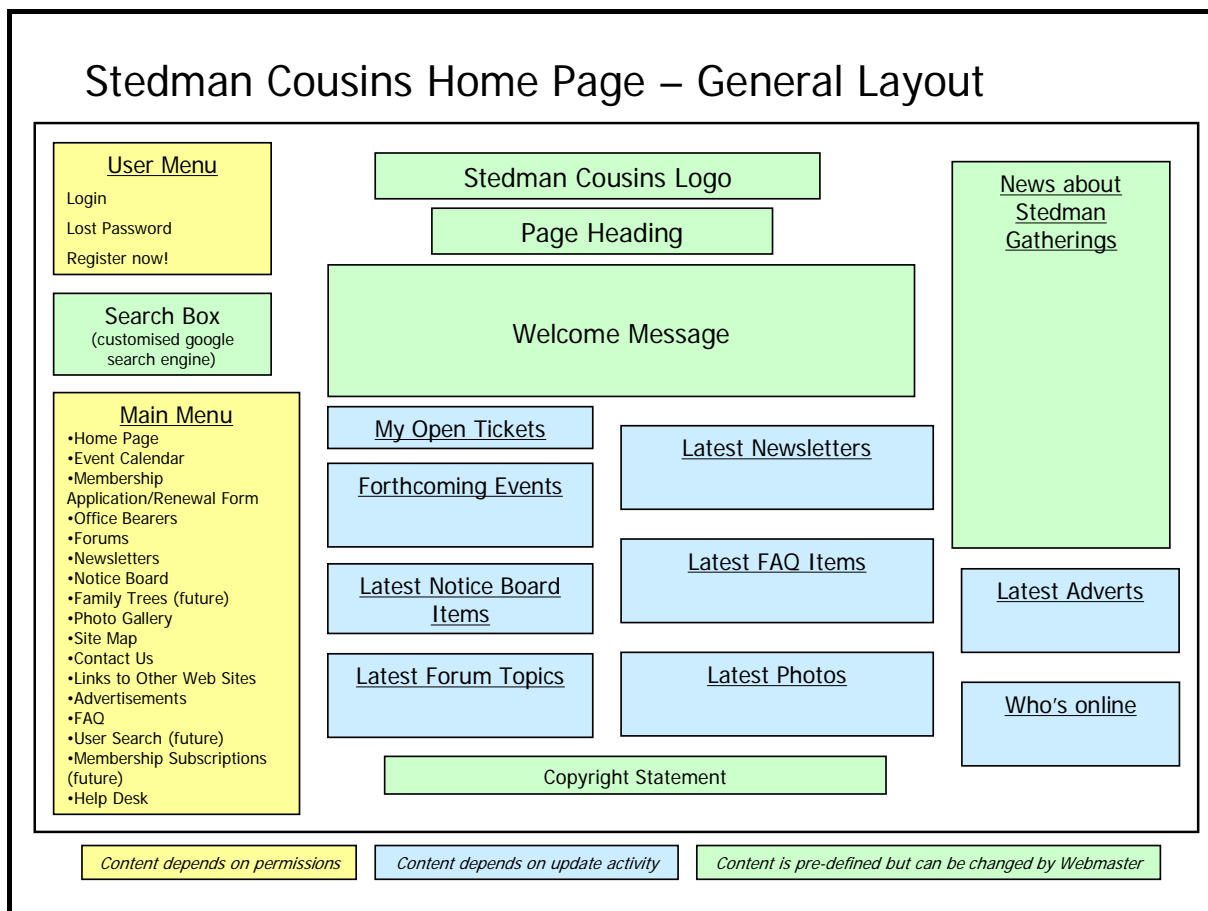 Stedman Cousins Home Page – General Layout
User Menu
Login
Lost Password
Register now!
Search Box
(customised google
search engine)
Main Menu
•Home Page
•Event Calendar
•Membership
Application/Renewal Form
•Office Bearers
•Forums
•Newsletters
•Notice Board
•Family Trees (future)
•Photo Gallery
•Site Map
•Contact Us
•Links to Other Web Sites
•Advertisements
•FAQ
•User Search (future)
•Membership Subscriptions
(future)
•Help Desk
Stedman Cousins Logo
Page Heading
Welcome Message
My Open Tickets
Forthcoming Events
Latest Notice Board
Items
Latest Forum Topics
Latest Newsletters
Latest FAQ Items
Latest Photos
Copyright Statement
News about
Stedman
Gatherings
Latest Adverts
Who's online
Content depends on permissions
Content depends on update activity
Content is pre-defined but can be changed by Webmaster